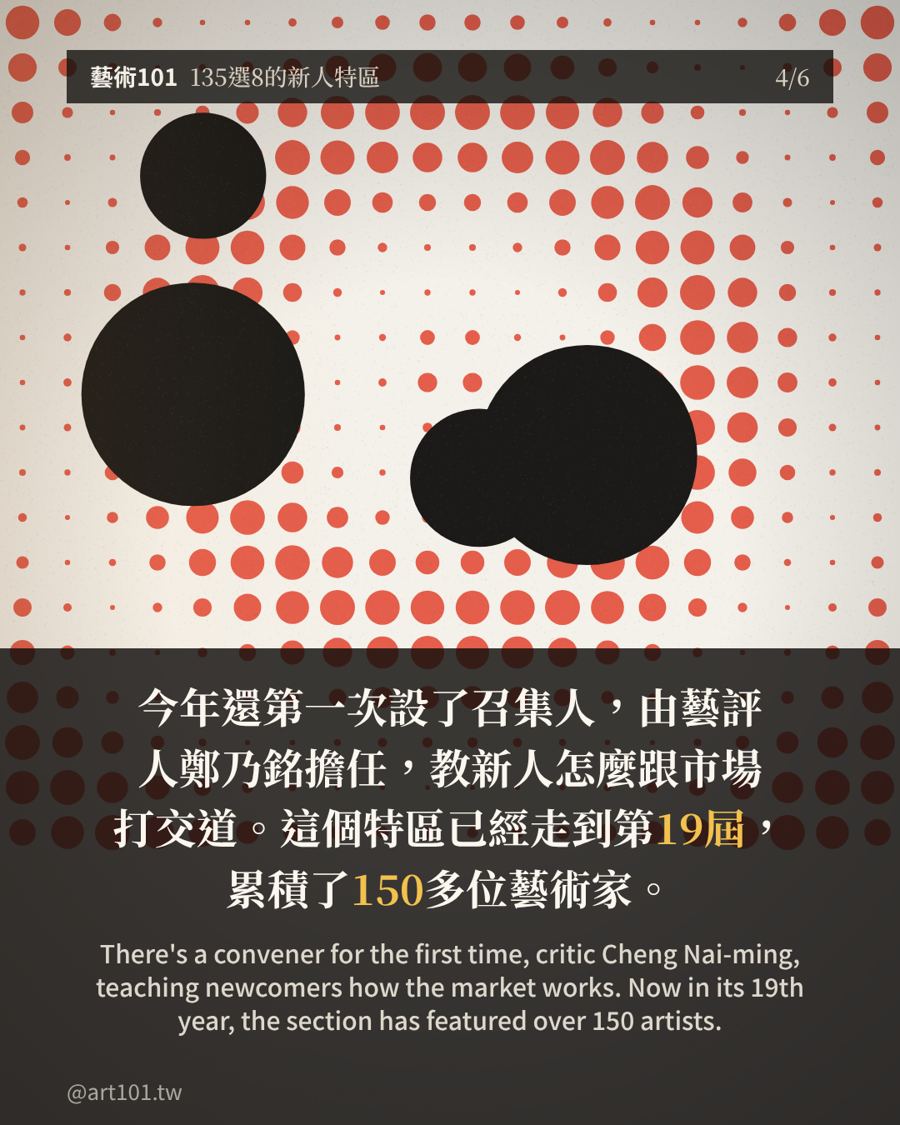 藝術101 135選8的新人特區 4/6
今年還第一次設了召集人，由藝評
人鄭乃銘擔任，教新人怎麼跟市場
打交道。這個特區已經走到第19屆，
累積了150多位藝術家。
There's a convener for the first time, critic Cheng Nai-ming,
teaching newcomers how the market works. Now in its 19th
year, the section has featured over 150 artists.
@art101.tw